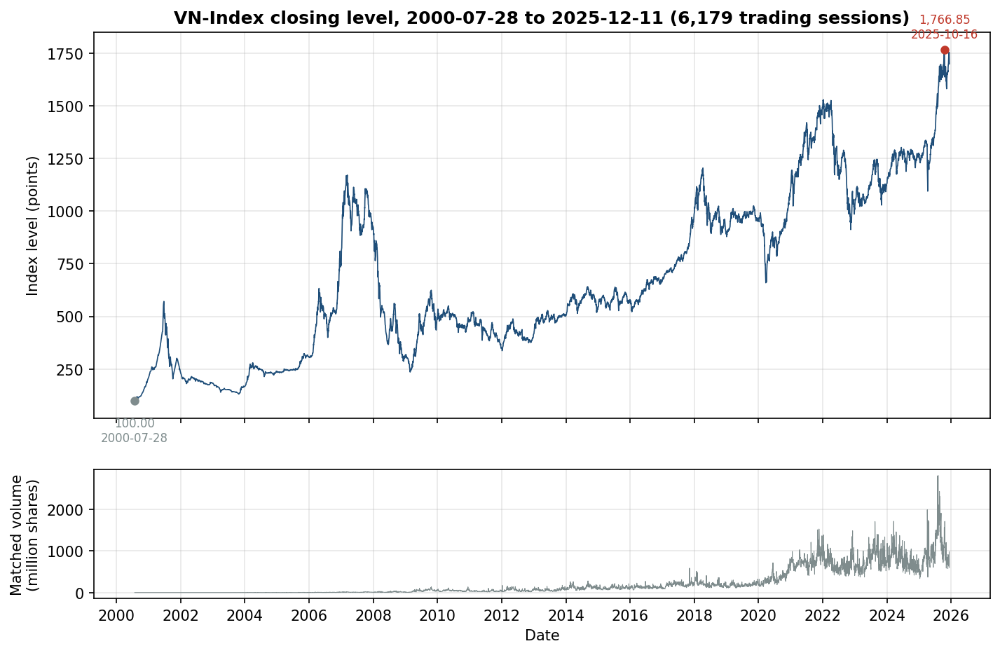 VN-Index closing level, 2000-07-28 to 2025-12-11 (6,179 trading sessions)
1,766.85
2025-10-16
Index level (points)
1750
1500
1250
1000
750
500
250
100.00
2000-07-28
Matched volume
(million shares)
2000
1000
0
2000 2002 2004 2006 2008 2010 2012 2014 2016 2018 2020 2022 2024 2026
Date